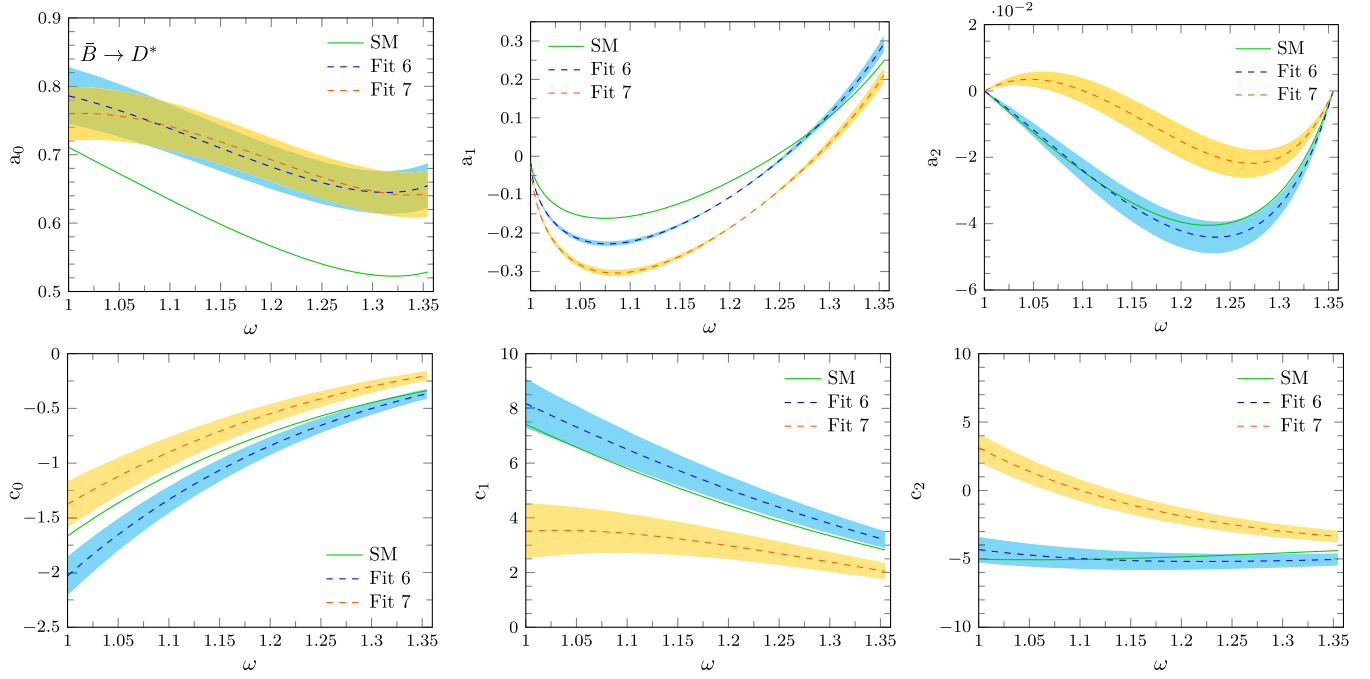 0.9
0.8
0.7
0.6
0.5
a0
B̄ → D*
SM
Fit 6
Fit 7
1 1.05 1.1 1.15 1.2 1.25 1.3 1.35
ω
0.3
0.2
0.1
0
−0.1
−0.2
−0.3
a1
SM
Fit 6
Fit 7
1 1.05 1.1 1.15 1.2 1.25 1.3 1.35
ω
·10−2
2
0
−2
−4
−6
a2
SM
Fit 6
Fit 7
1 1.05 1.1 1.15 1.2 1.25 1.3 1.35
ω
0
−0.5
−1
−1.5
−2
−2.5
c0
SM
Fit 6
Fit 7
1 1.05 1.1 1.15 1.2 1.25 1.3 1.35
ω
10
8
6
4
2
0
c1
SM
Fit 6
Fit 7
1 1.05 1.1 1.15 1.2 1.25 1.3 1.35
ω
10
5
0
−5
−10
c2
SM
Fit 6
Fit 7
1 1.05 1.1 1.15 1.2 1.25 1.3 1.35
ω